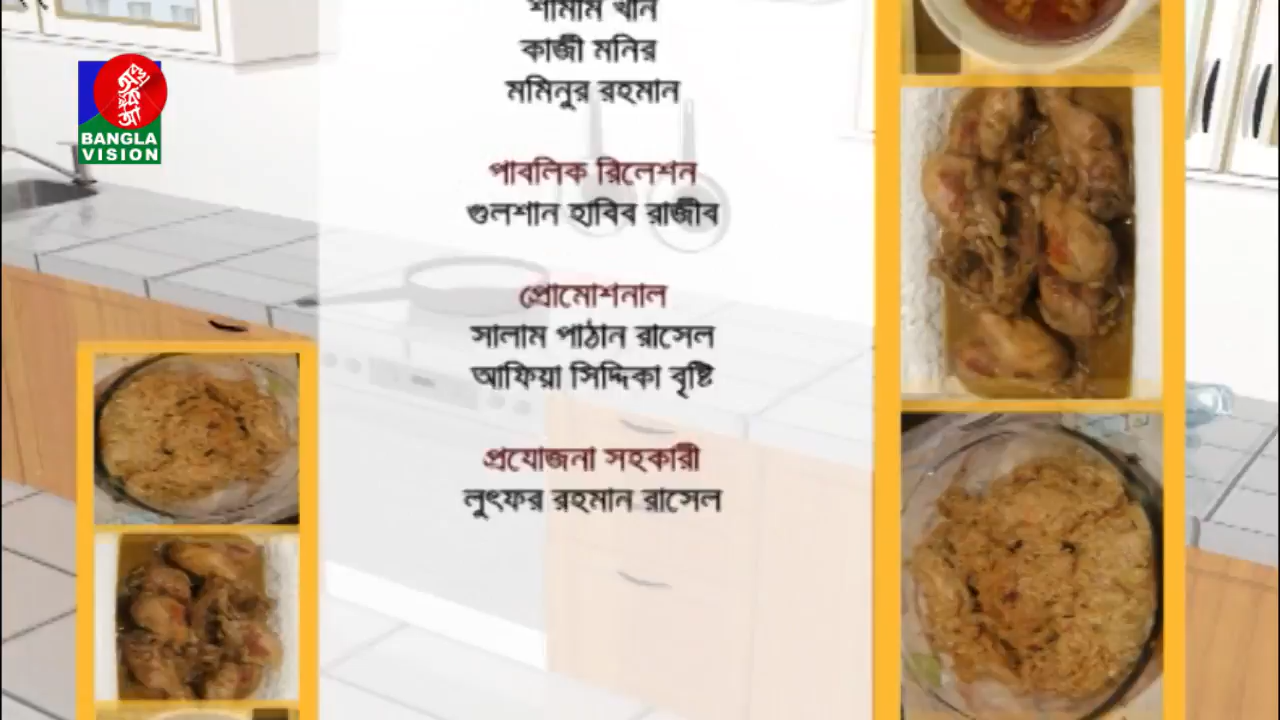 শামীম খান
কাজী মনির
মমিনুর রহমান
পাবলিক রিলেশন
গুলশান হাবিব রাজীব
প্রোমোশনাল
সালাম পাঠান রাসেল
আফিয়া সিদ্দিকা বৃষ্টি
প্রযোজনা সহকারী
লুৎফর রহমান রাসেল
BANGLA
VISION